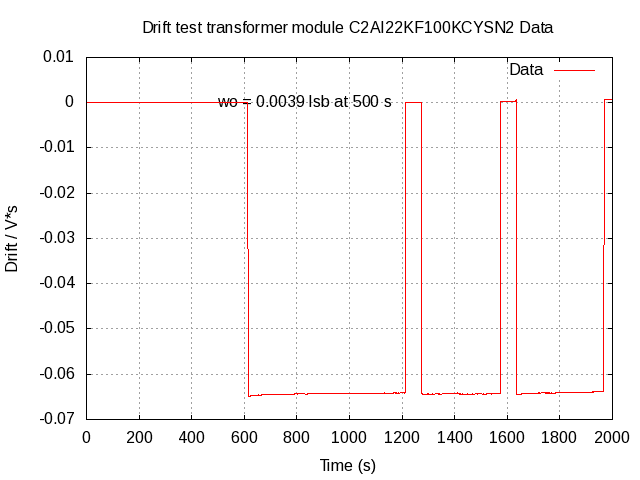 Drift test transformer module C2AI22KF100KCYSN2 Data
0.01
0
-0.01
-0.02
-0.03
-0.04
-0.05
-0.06
-0.07
Drift / V*s
Data
wo = 0.0039 lsb at 500 s
0 200 400 600 800 1000 1200 1400 1600 1800 2000
Time (s)